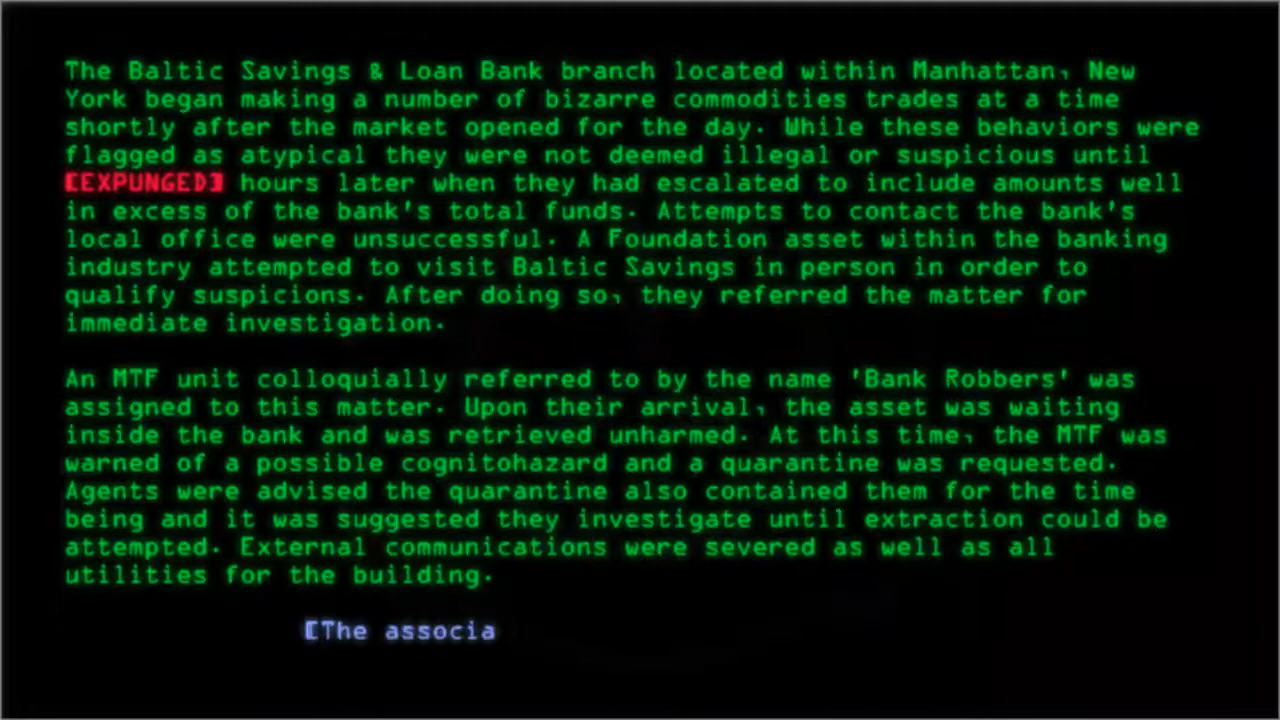 The Baltic Savings & Loan Bank branch located within Manhattan, New
York began making a number of bizarre commodities trades at a time
shortly after the market opened for the day. While these behaviors were
flagged as atypical they were not deemed illegal or suspicious until
[EXPUNGED] hours later when they had escalated to include amounts well
in excess of the bank's total funds. Attempts to contact the bank's
local office were unsuccessful. A Foundation asset within the banking
industry attempted to visit Baltic Savings in person in order to
qualify suspicions. After doing so, they referred the matter for
immediate investigation.
An MTF unit colloquially referred to by the name 'Bank Robbers' was
assigned to this matter. Upon their arrival, the asset was waiting
inside the bank and was retrieved unharmed. At this time, the MTF was
warned of a possible cognitohazard and a quarantine was requested.
Agents were advised the quarantine also contained them for the time
being and it was suggested they investigate until extraction could be
attempted. External communications were severed as well as all
utilities for the building.
[The associa